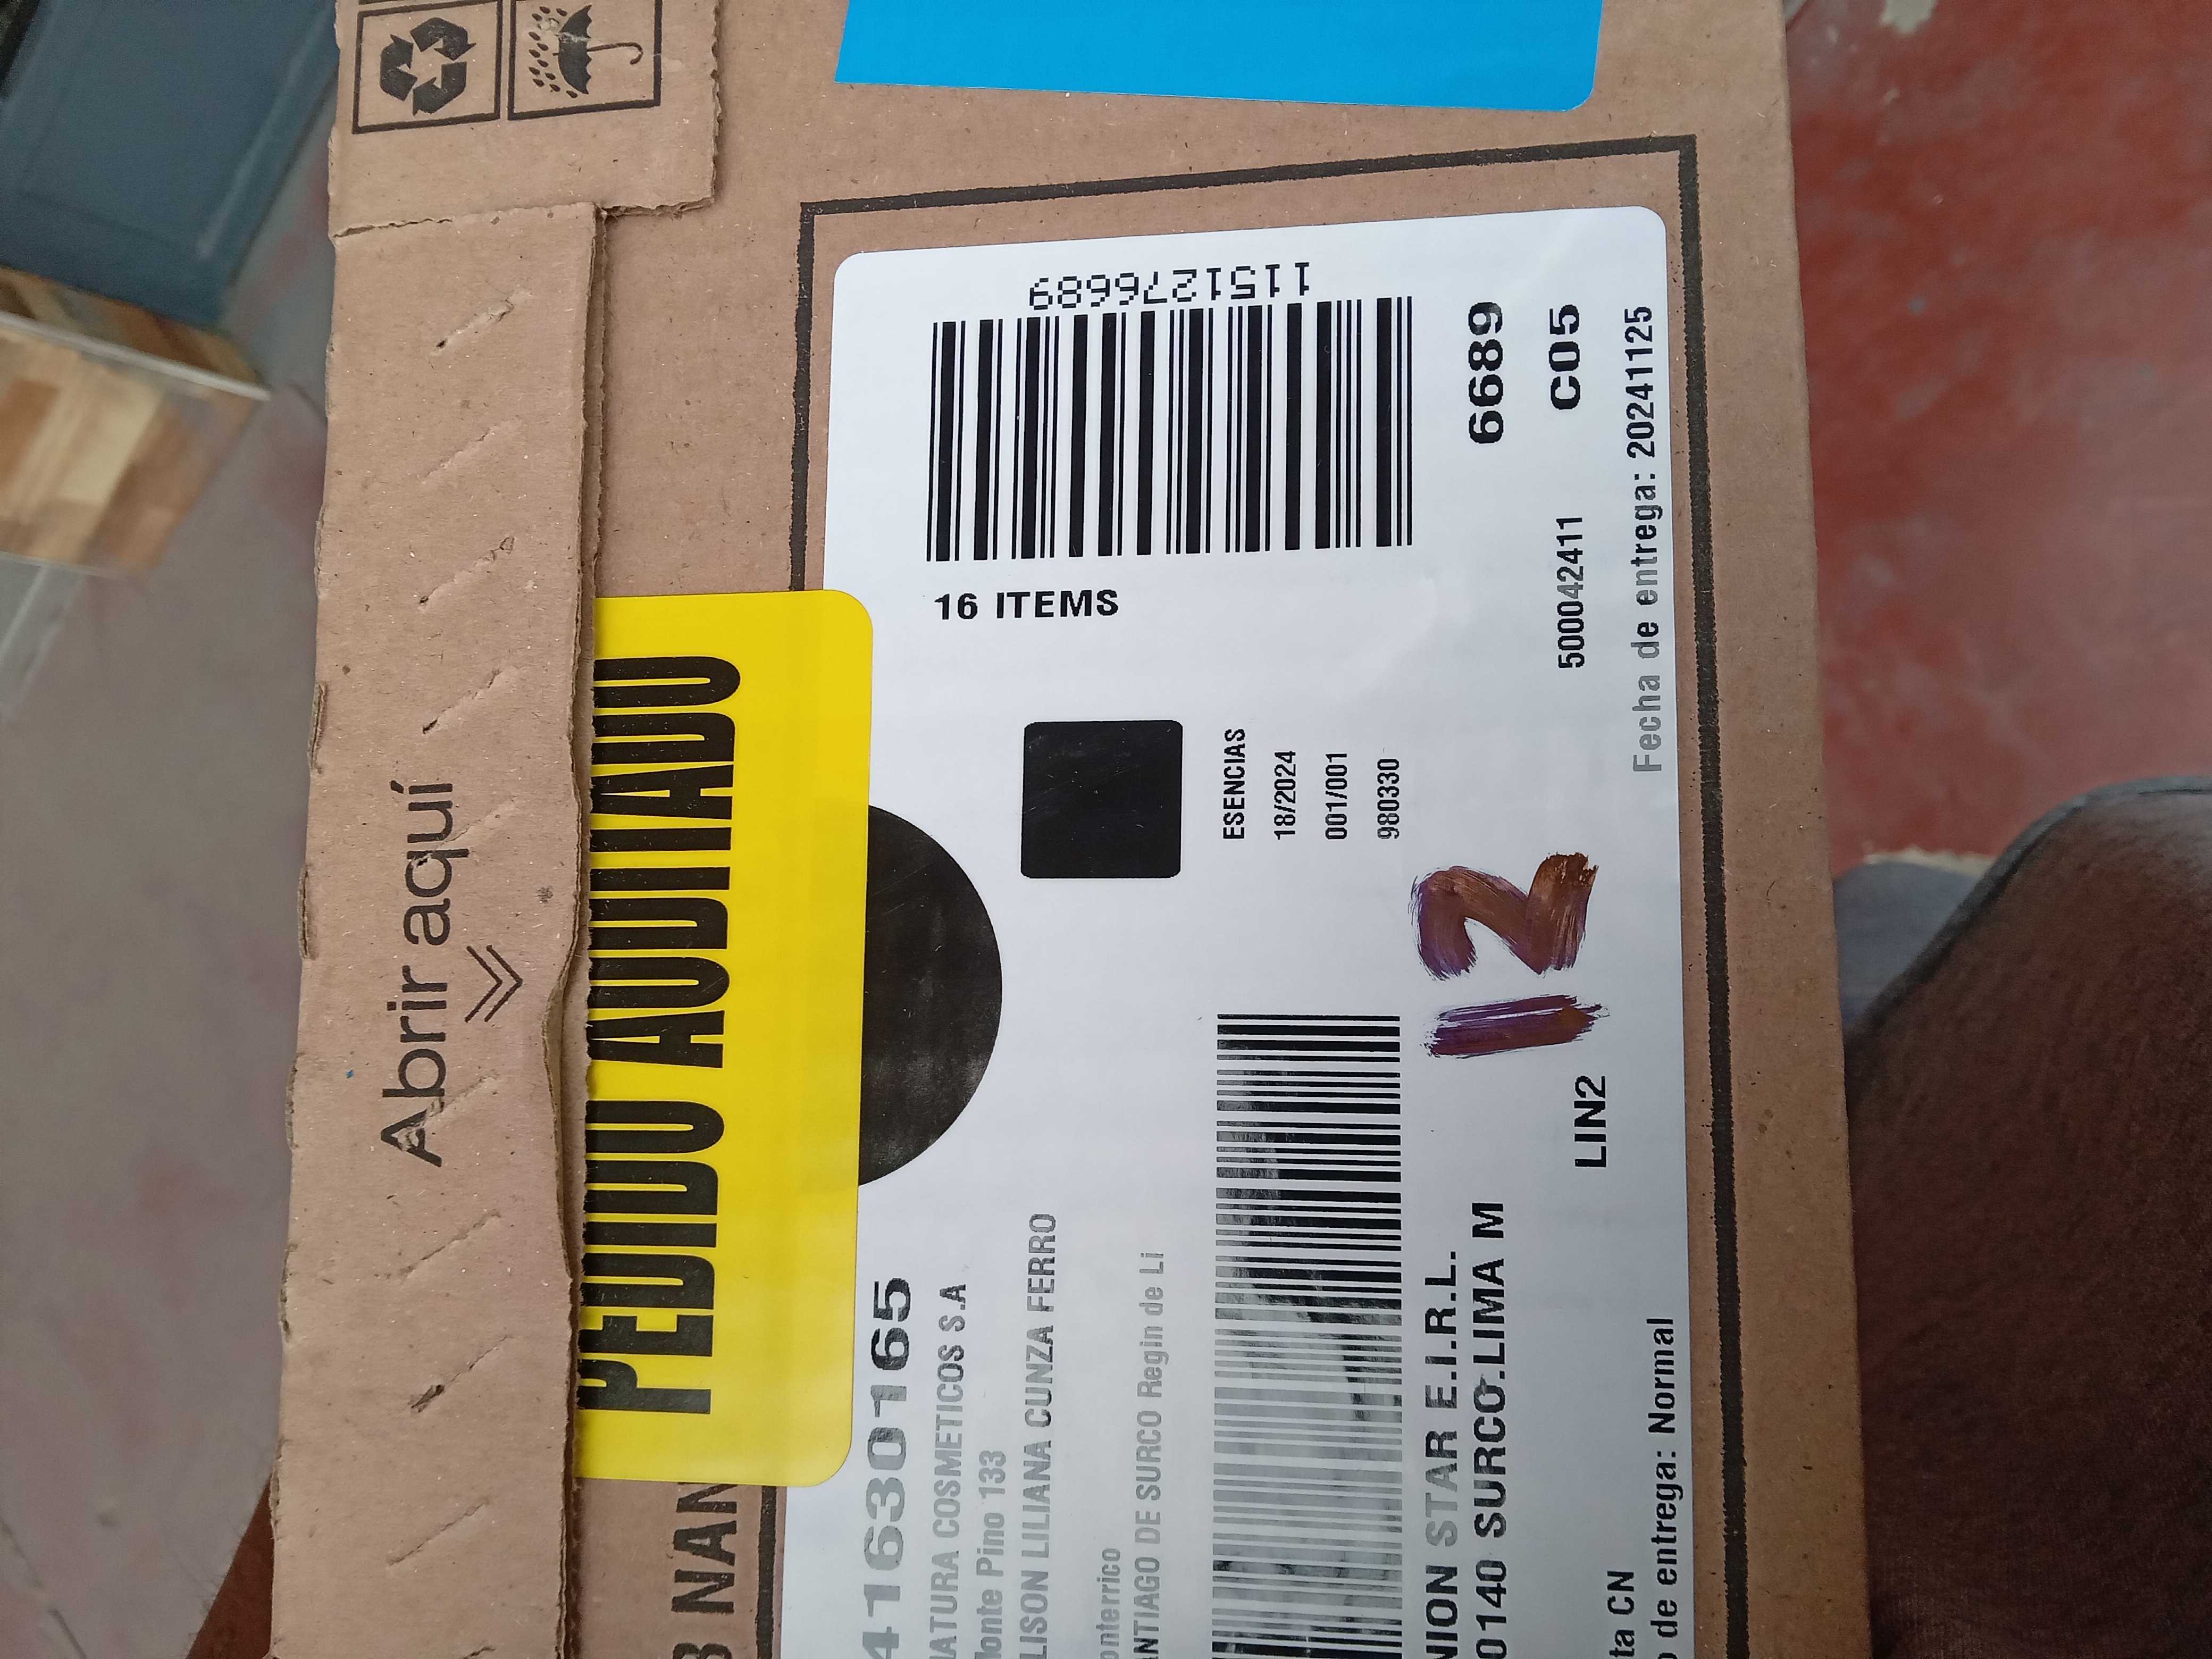 Abrir aquí
PEDIDO AUDITADO
B NAN
1151276689
16 ITEMS
6689
C05
500042411
Fecha de entrega: 20241125
ESENCIAS
18/2024
001/001
980330
12
LIN2
41630165
NATURA COSMETICOS S.A
Monte Pino 133
LISON LILIANA CUNZA FERRO
onterrico
ANTIAGO DE SURCO Regin de Li
NION STAR E.I.R.L.
0140 SURCO.LIMA M
ta CN
o de entrega: Normal